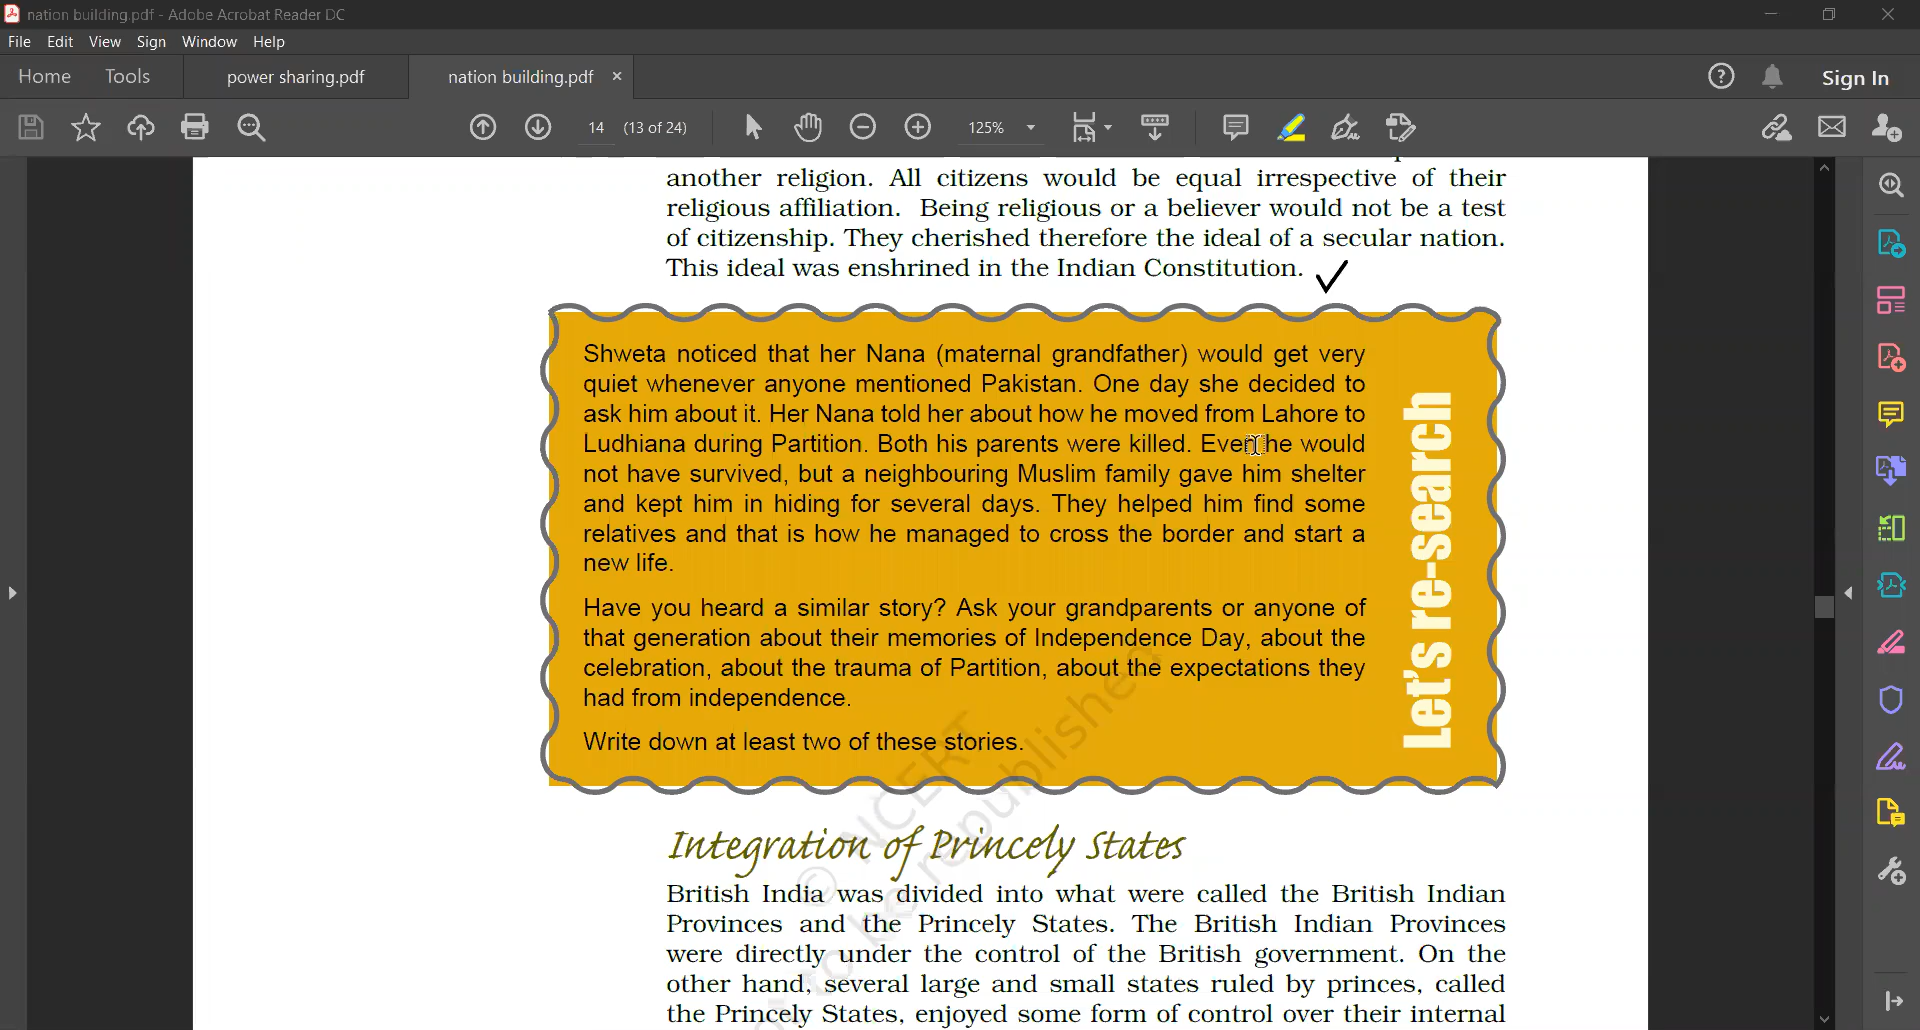 nation building.pdf - Adobe Acrobat Reader DC
File Edit View Sign Window Help
Home Tools power sharing.pdf nation building.pdf × Sign In
14 (13 of 24) 125%
another religion. All citizens would be equal irrespective of their
religious affiliation. Being religious or a believer would not be a test
of citizenship. They cherished therefore the ideal of a secular nation.
This ideal was enshrined in the Indian Constitution.
Shweta noticed that her Nana (maternal grandfather) would get very
quiet whenever anyone mentioned Pakistan. One day she decided to
ask him about it. Her Nana told her about how he moved from Lahore to
Ludhiana during Partition. Both his parents were killed. Even he would
not have survived, but a neighbouring Muslim family gave him shelter
and kept him in hiding for several days. They helped him find some
relatives and that is how he managed to cross the border and start a
new life.
Have you heard a similar story? Ask your grandparents or anyone of
that generation about their memories of Independence Day, about the
celebration, about the trauma of Partition, about the expectations they
had from independence.
Write down at least two of these stories.
Let's re-search
© NCERT
to be republished
Integration of Princely States
British India was divided into what were called the British Indian
Provinces and the Princely States. The British Indian Provinces
were directly under the control of the British government. On the
other hand, several large and small states ruled by princes, called
the Princely States, enjoyed some form of control over their internal